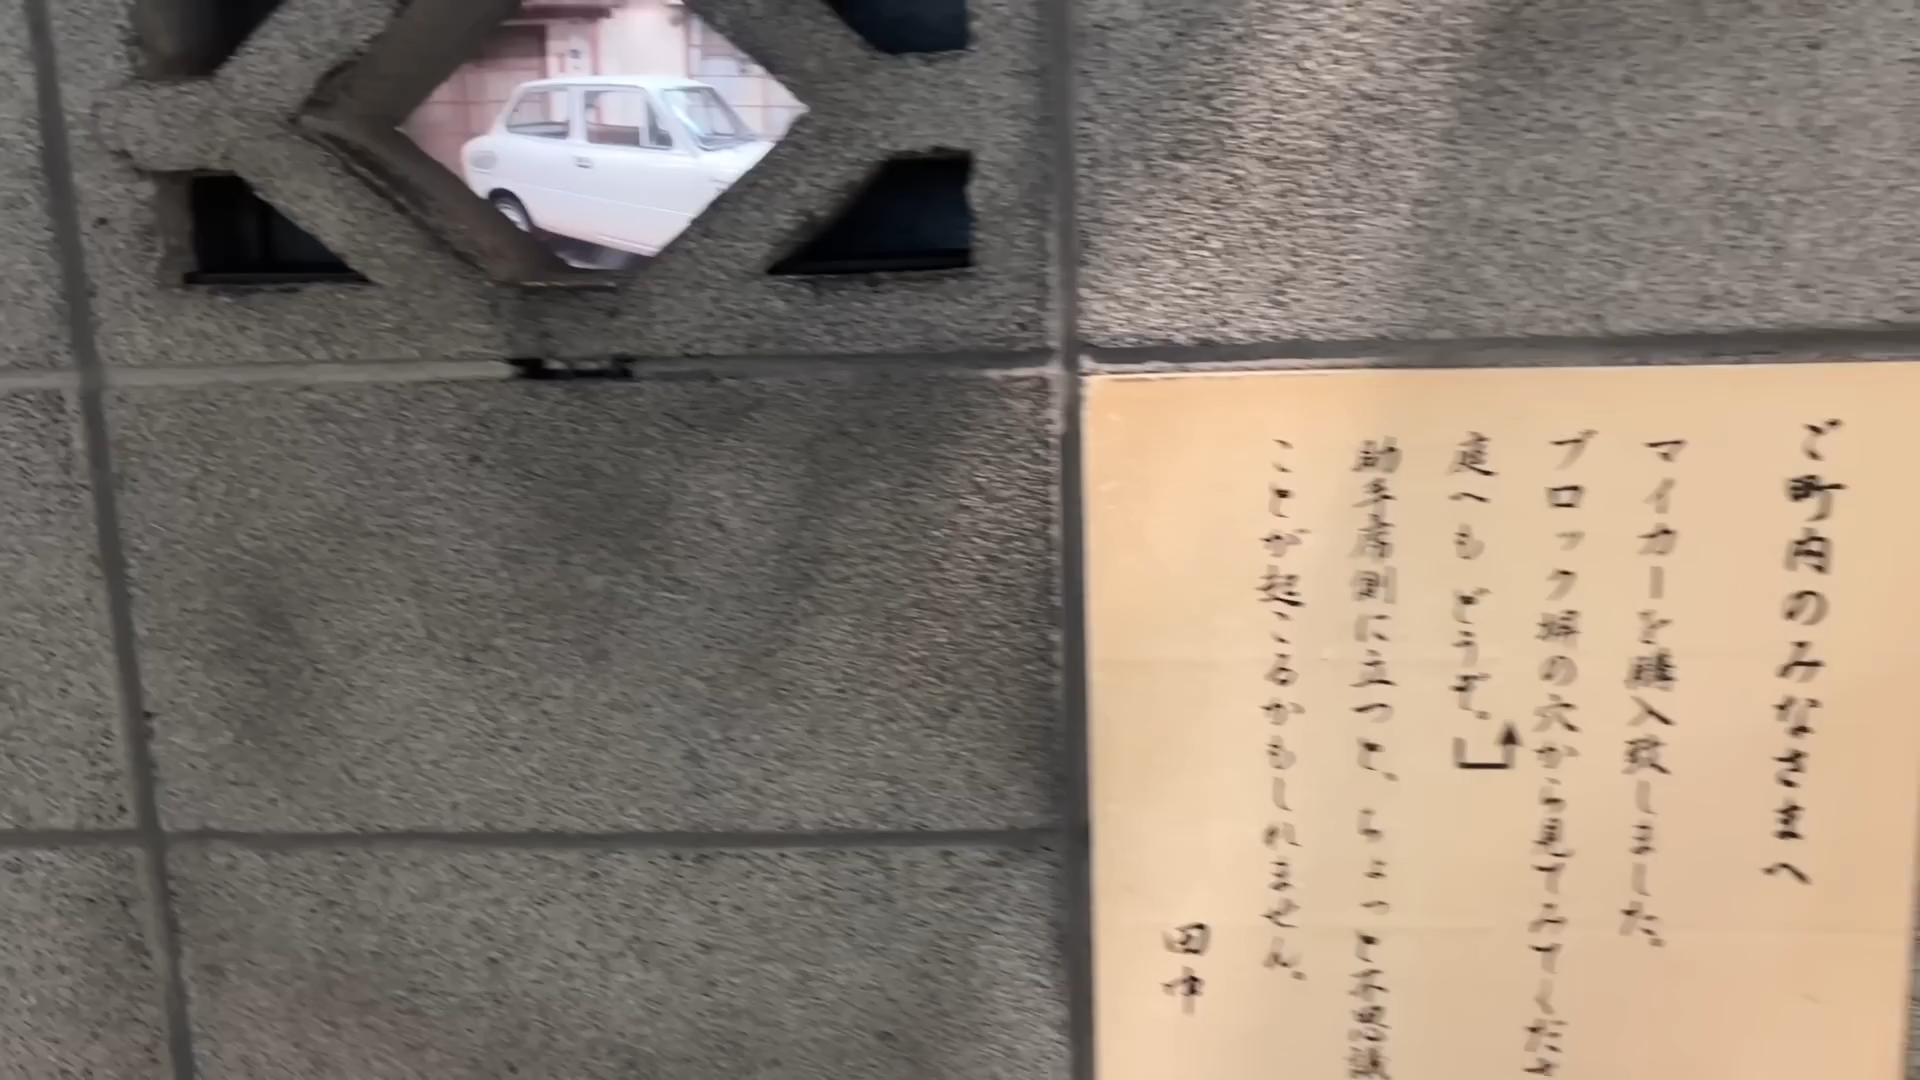 ご町内のみなさまへ
マイカーを購入致しました。
ブロック塀の穴から見てみてくださ
庭へもどうぞ。
助手席側に立つと、ちょっと不思議
ことが起こるかもしれません。
田中